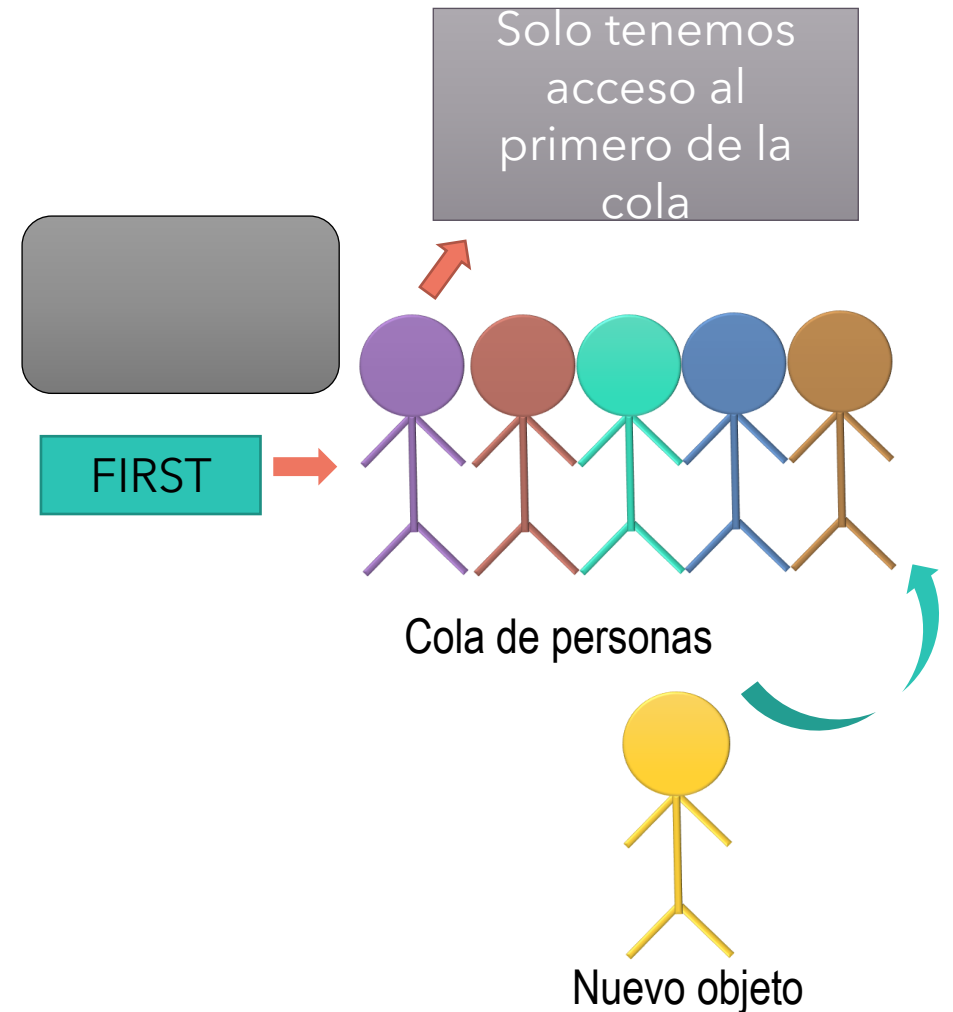 Solo tenemos
acceso al
primero de la
cola
FIRST
Cola de personas
Nuevo objeto